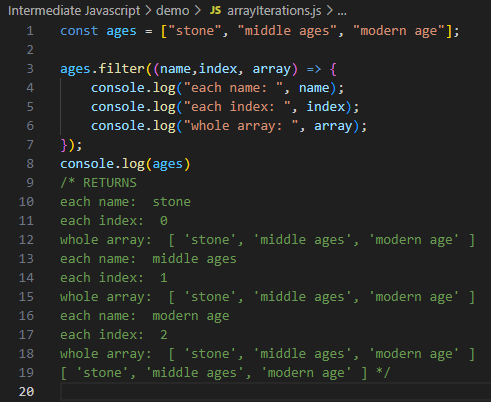 Intermediate Javascript > demo > JS arrayIterations.js > ...
1 const ages = ["stone", "middle ages", "modern age"];
2
3 ages.filter((name,index, array) => {
4     console.log("each name: ", name);
5     console.log("each index: ", index);
6     console.log("whole array: ", array);
7 });
8 console.log(ages)
9 /* RETURNS
10 each name:  stone
11 each index:  0
12 whole array:  [ 'stone', 'middle ages', 'modern age' ]
13 each name:  middle ages
14 each index:  1
15 whole array:  [ 'stone', 'middle ages', 'modern age' ]
16 each name:  modern age
17 each index:  2
18 whole array:  [ 'stone', 'middle ages', 'modern age' ]
19 [ 'stone', 'middle ages', 'modern age' ] */
20